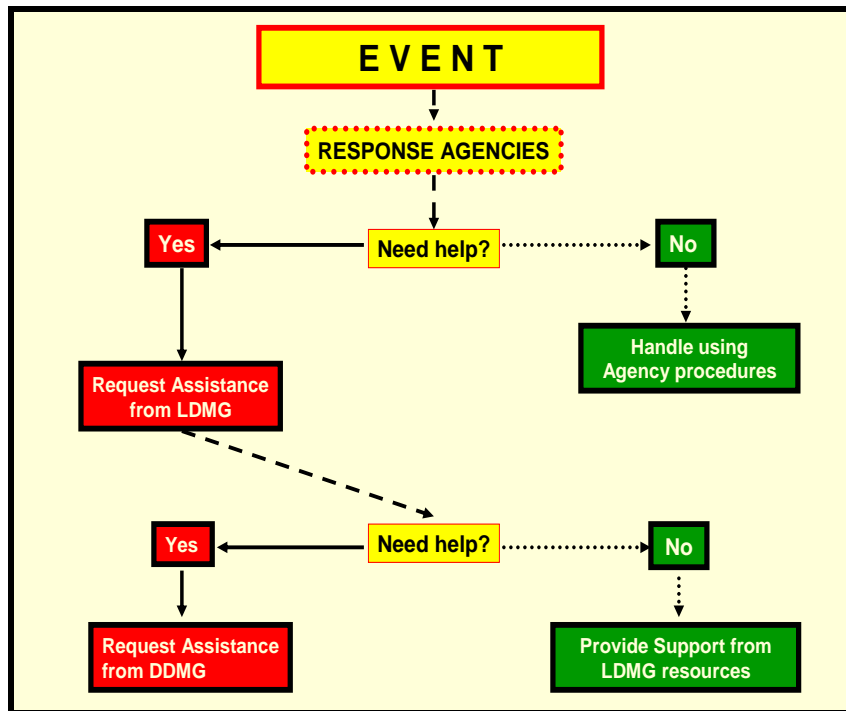 E V E N T
RESPONSE AGENCIES
Yes
Need help?
No
Handle using
Agency procedures
Request Assistance
from LDMG
Yes
Need help?
No
Request Assistance
from DDMG
Provide Support from
LDMG resources